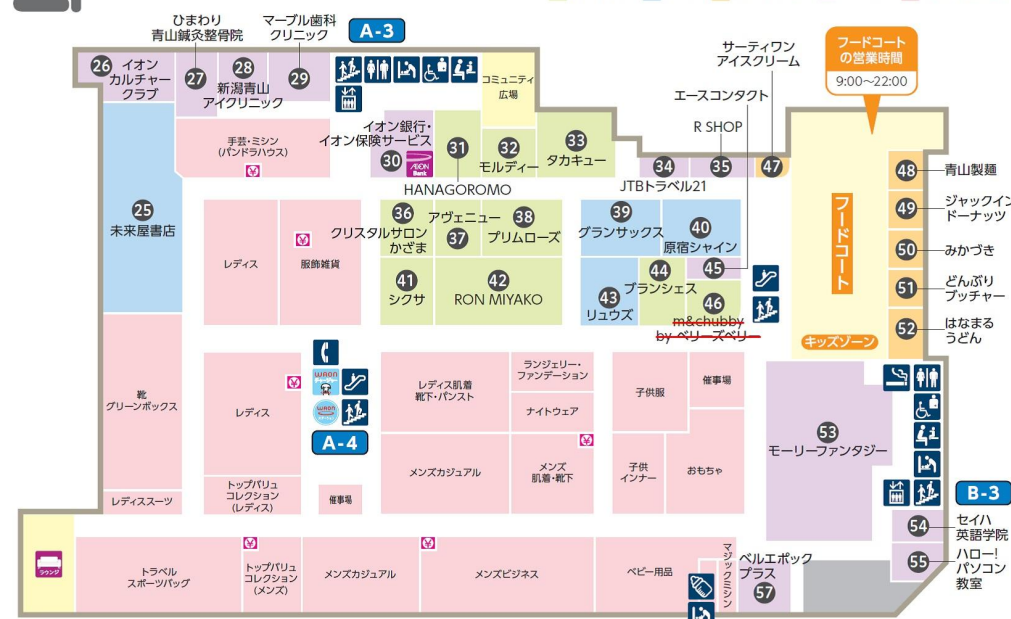 ひまわり
青山鍼灸整骨院
マーブル歯科
クリニック
A-3
サーティワン
アイスクリーム
フードコート
の営業時間
9:00〜22:00
エースコンタクト
R SHOP
26
イオン
カルチャー
クラブ
27
28
新潟青山
アイクリニック
29
コミュニティ
広場
手芸・ミシン
(パンドラハウス)
イオン銀行・
イオン保険サービス
30
AEON
Bank
31
HANAGOROMO
32
モルディー
33
タカキュー
34
JTBトラベル21
35
47
48
青山製麺
49
ジャックイン
ドーナッツ
50
みかづき
51
どんぶり
ブッチャー
52
はなまる
うどん
フードコート
キッズゾーン
25
未来屋書店
レディス
服飾雑貨
36
クリスタルサロン
かざま
アヴェニュー
37
38
プリムローズ
39
グランサックス
40
原宿シャイン
41
シクサ
42
RON MIYAKO
43
リュウズ
44
ブランシェス
45
46
m&chubby
by ベリーズベリー
靴
グリーンボックス
レディス
WAON
WAON
A-4
レディス肌着
靴下・パンスト
ランジェリー・
ファンデーション
ナイトウェア
子供服
催事場
53
モーリーファンタジー
メンズカジュアル
メンズ
肌着・靴下
子供
インナー
おもちゃ
レディススーツ
トップバリュ
コレクション
(レディス)
催事場
B-3
54
セイハ
英語学院
55
ハロー!
パソコン
教室
ラウンジ
トラベル
スポーツバッグ
トップバリュ
コレクション
(メンズ)
メンズカジュアル
メンズビジネス
ベビー用品
マジックミシン
ベルエポック
プラス
57